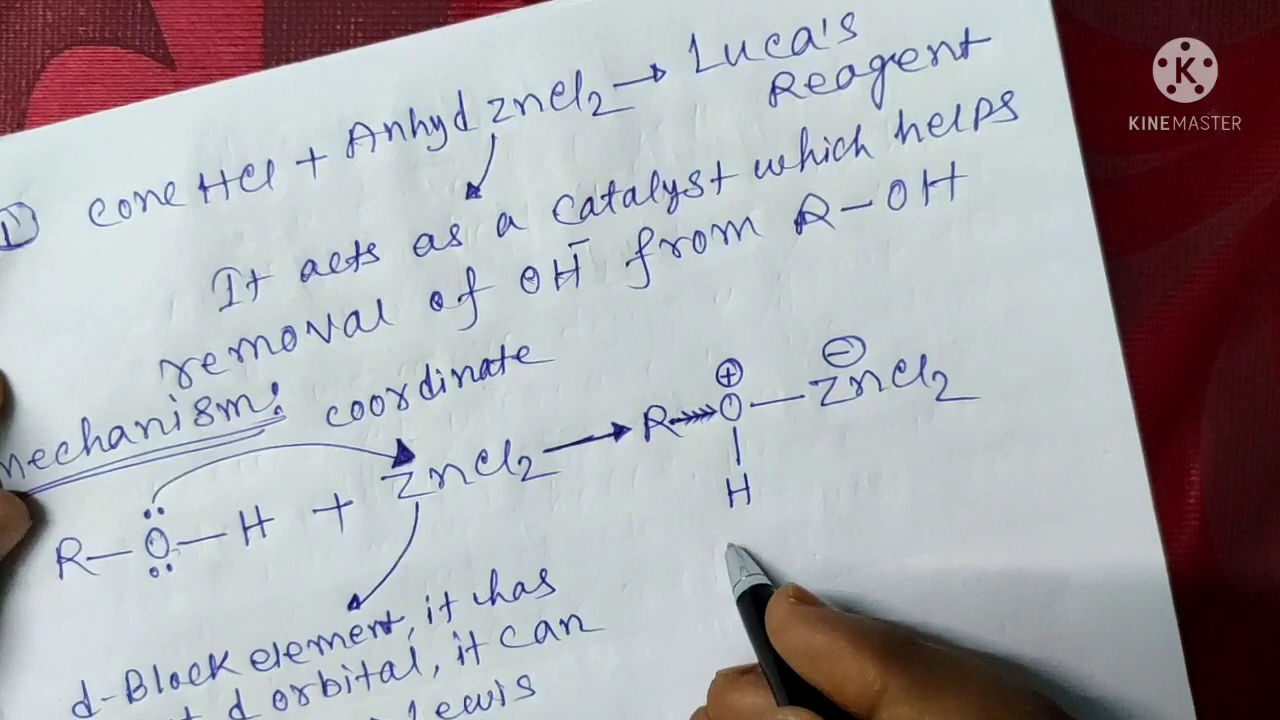 1) conc HCl + Anhyd ZnCl2 → Luca's
Reagent
It acts as a catalyst which helps
removal of OH⁻ from R-OH
mechanism:
coordinate
R-O-H + ZnCl2 → R O - ZnCl2
⊕ ⊖
H
d-Block element, it has
d orbital, it can
Lewis
K
KINEMASTER